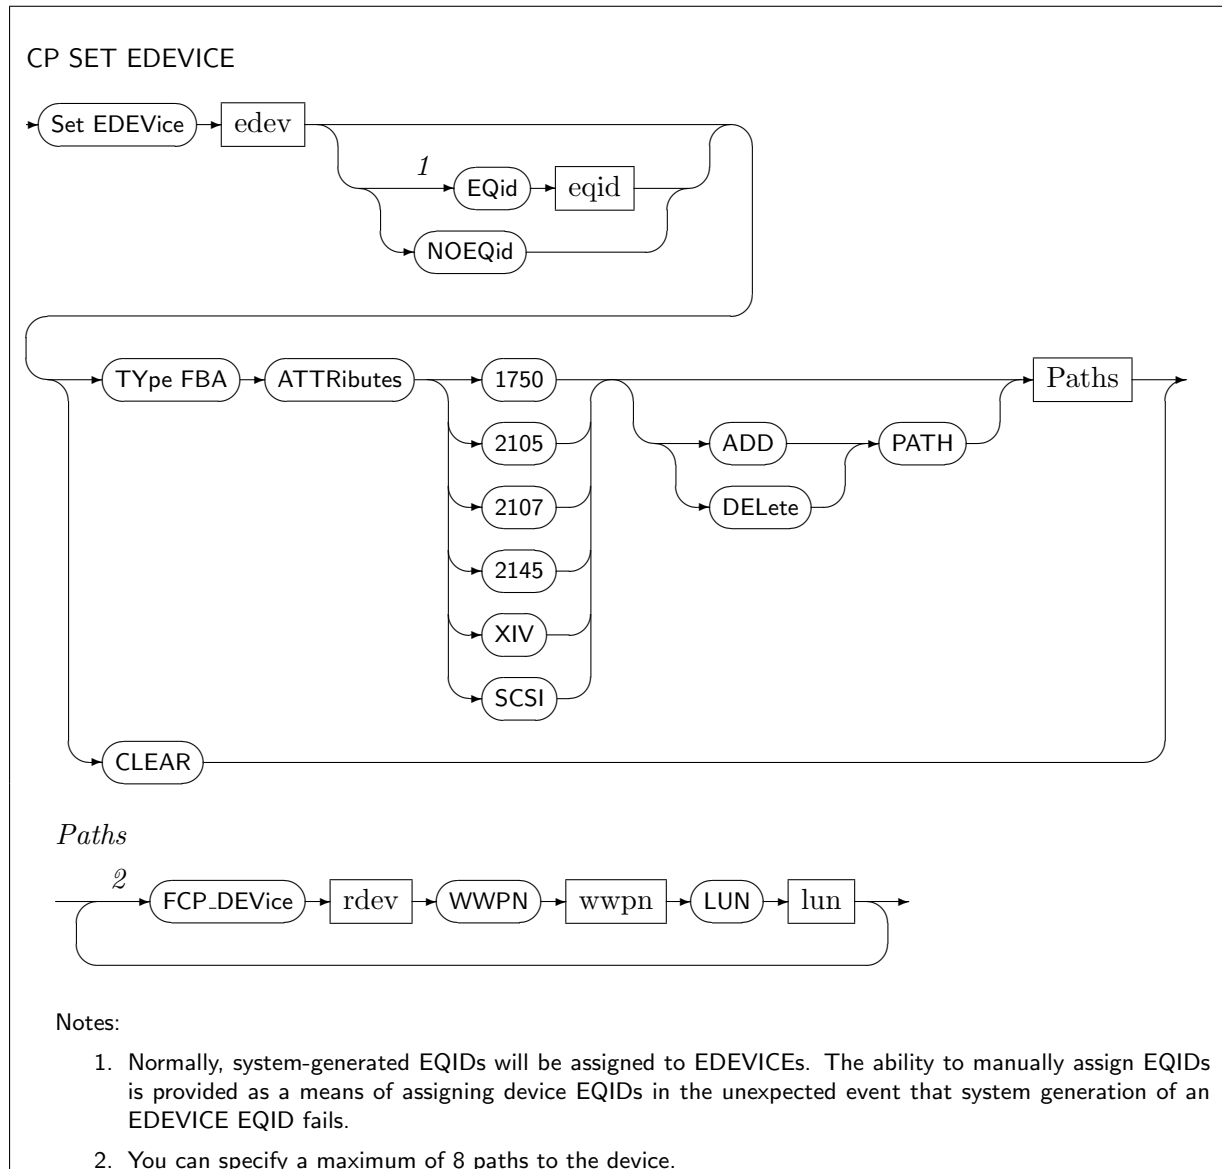 CP SET EDEVICE
Set EDEVice edev
1 EQid eqid
NOEQid
TYpe FBA ATTRibutes 1750 Paths
2105 ADD PATH
2107 DELete
2145
XIV
SCSI
CLEAR
Paths
2 FCP_DEVice rdev WWPN wwpn LUN lun
Notes:
1. Normally, system-generated EQIDs will be assigned to EDEVICEs. The ability to manually assign EQIDs
is provided as a means of assigning device EQIDs in the unexpected event that system generation of an
EDEVICE EQID fails.
2. You can specify a maximum of 8 paths to the device.